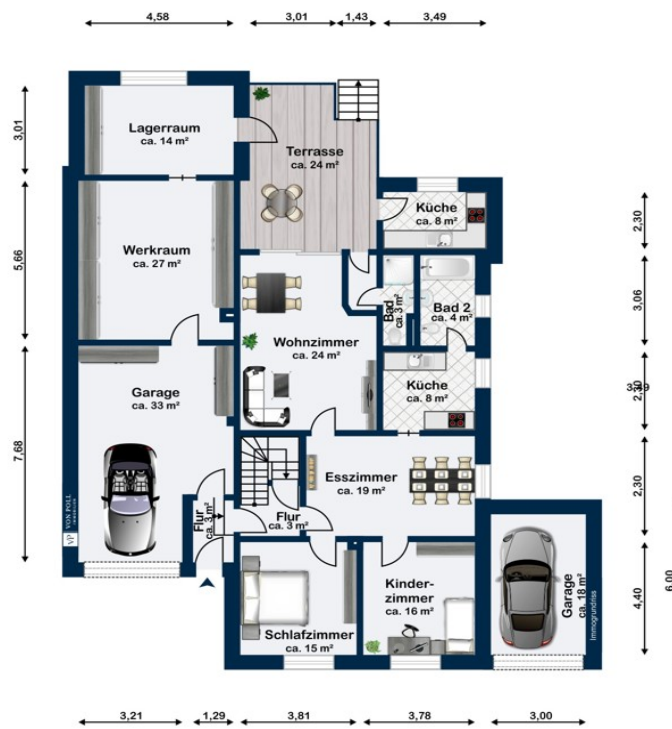 4,58
3,01
1,43
3,49
3,01
5,66
7,68
Lagerraum
ca. 14 m²
Terrasse
ca. 24 m²
Küche
ca. 8 m²
Werkraum
ca. 27 m²
Wohnzimmer
ca. 24 m²
Bad
ca. 3 m²
Bad 2
ca. 4 m²
Küche
ca. 8 m²
Garage
ca. 33 m²
Esszimmer
ca. 19 m²
Flur
ca. 3 m²
Flur
ca. 3 m²
VP VON POLL
IMMOBILIEN
Schlafzimmer
ca. 15 m²
Kinder-
zimmer
ca. 16 m²
Garage
ca. 18 m²
Immogrundriss
2,30
3,06
2,30
2,30
4,40
6,00
3,21
1,29
3,81
3,78
3,00